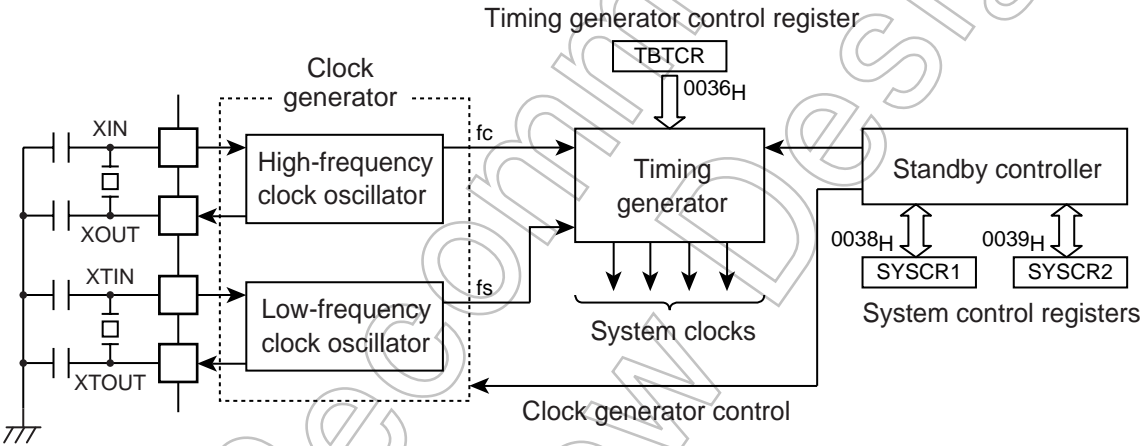 Timing generator control register
TBTCR
0036H
Clock
generator
XIN
High-frequency
clock oscillator
fc
Timing
generator
Standby controller
XOUT
0038H
0039H
SYSCR1
SYSCR2
System control registers
XTIN
Low-frequency
clock oscillator
fs
System clocks
XTOUT
Clock generator control